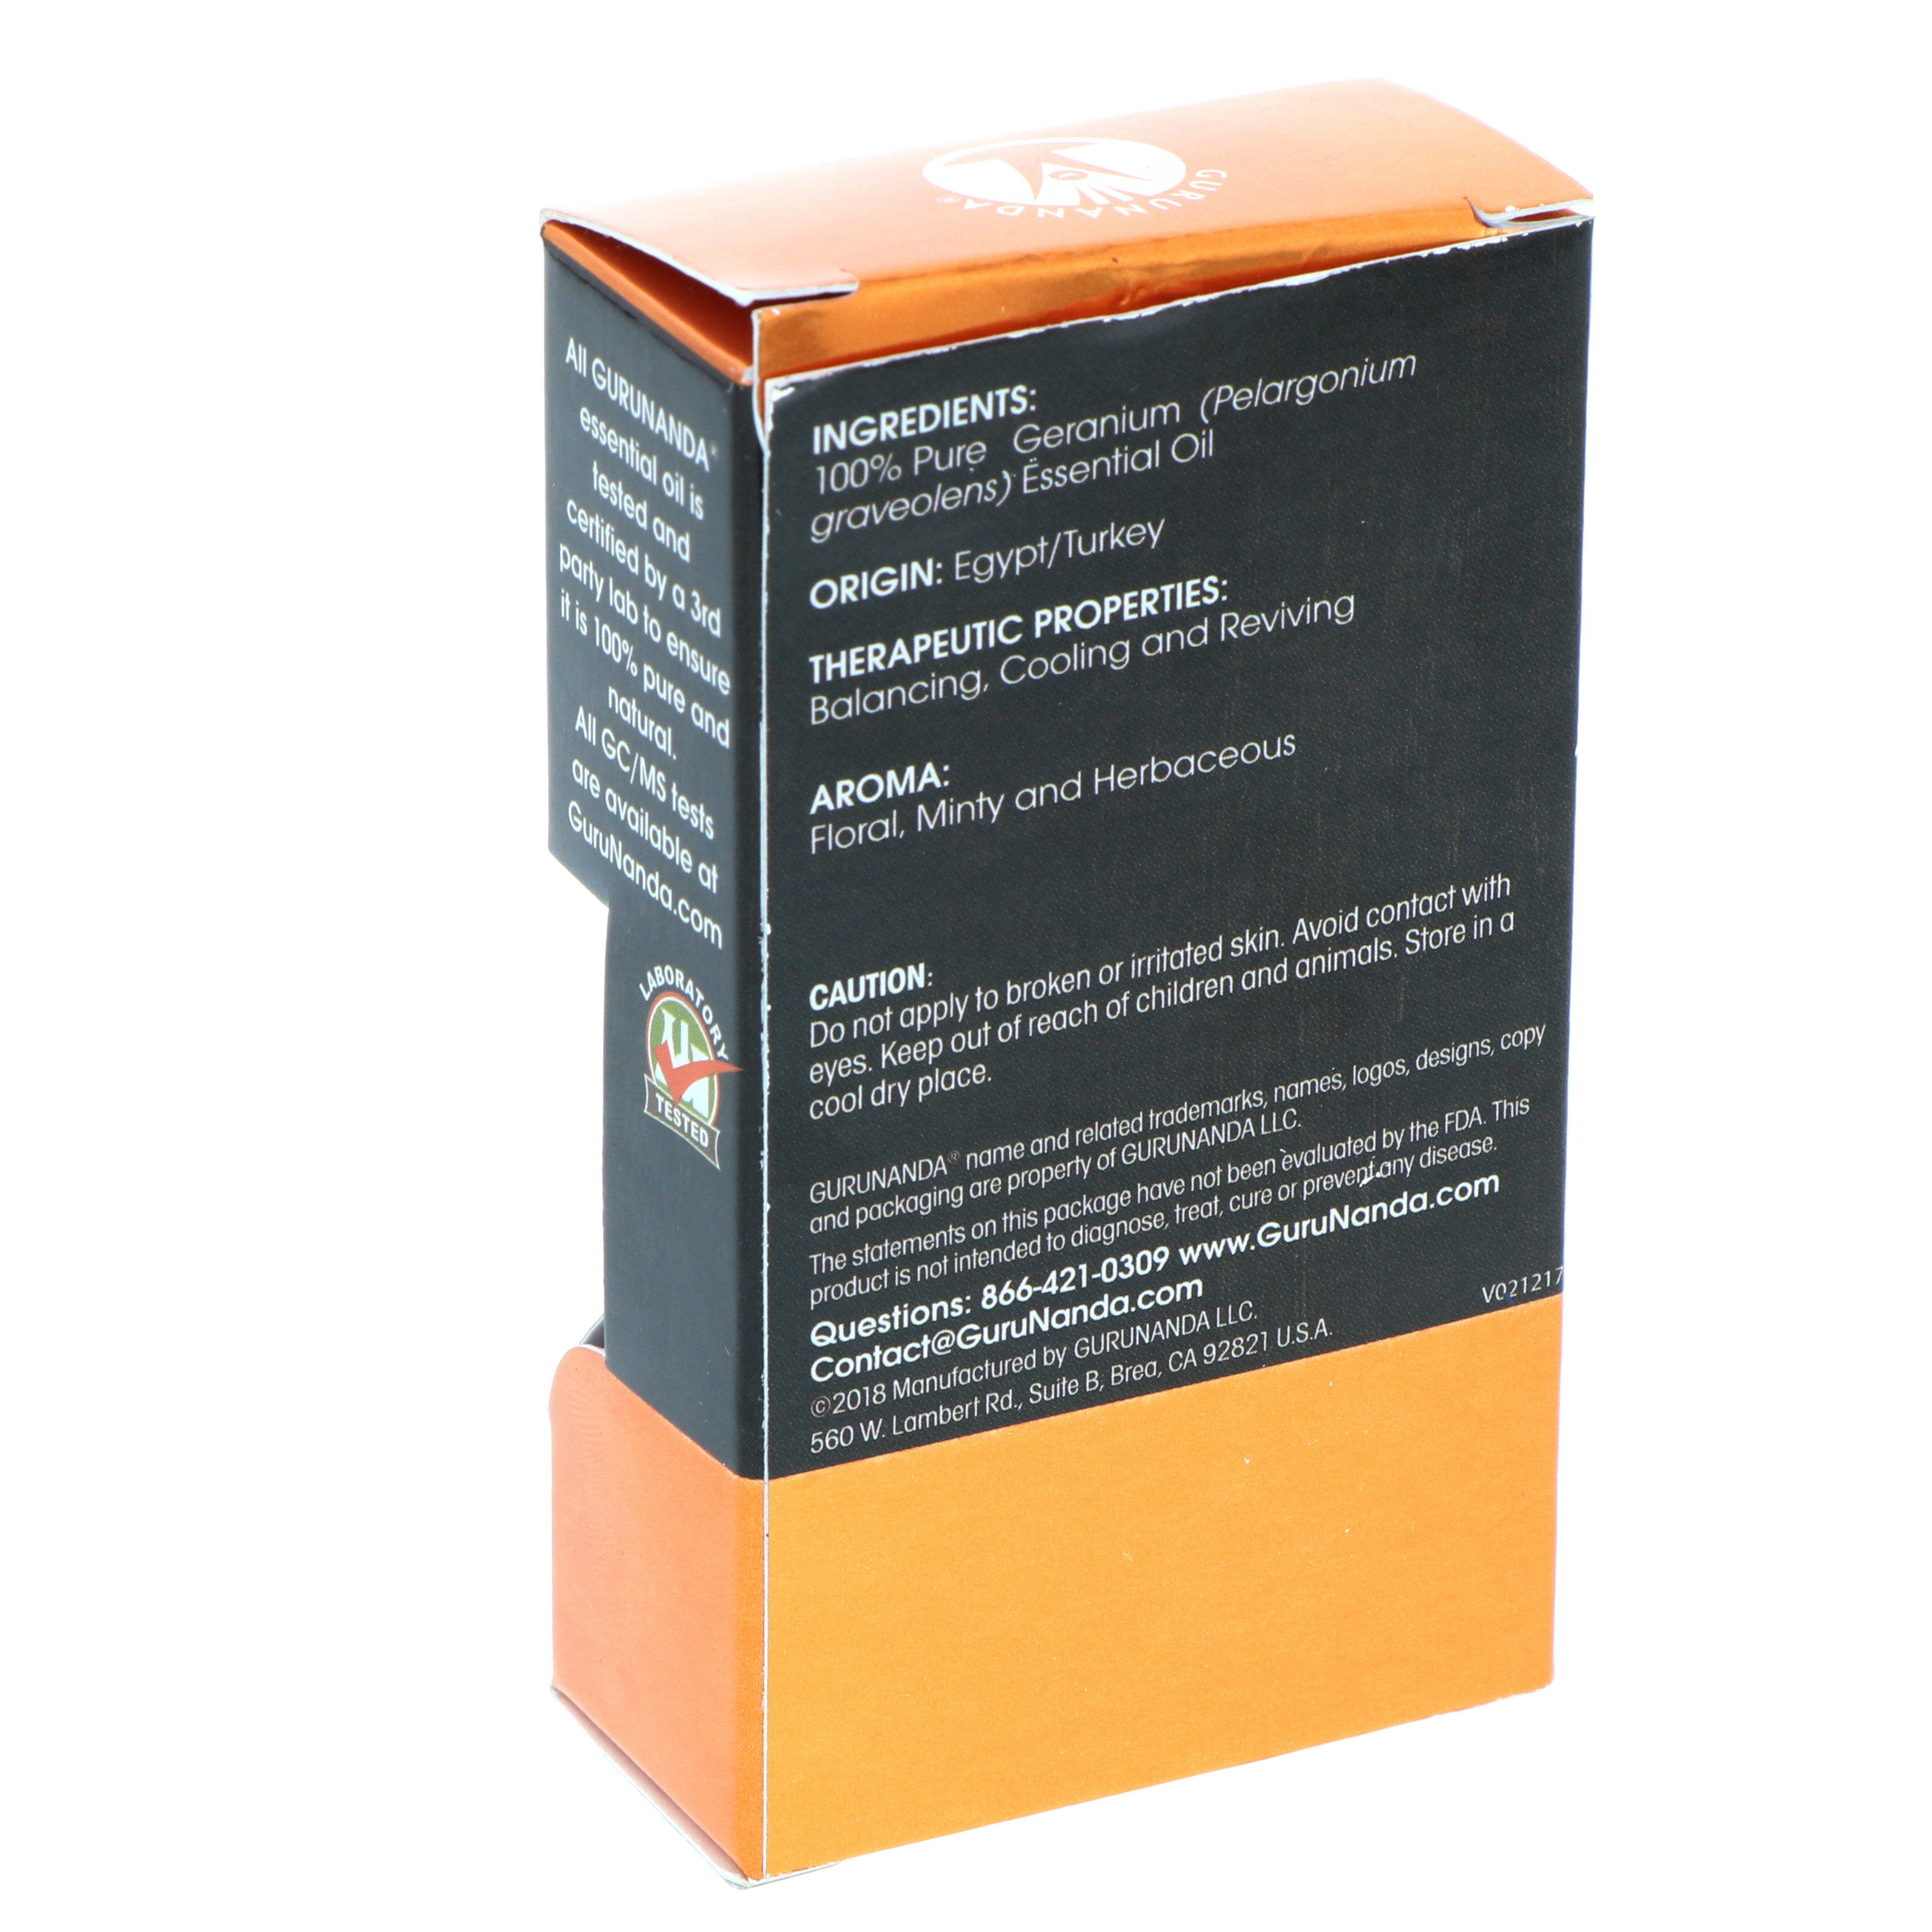 GURUNANDA®
All GURUNANDA®
essential oil is
tested and
certified by a 3rd
party lab to ensure
it is 100% pure and
natural.
All GC/MS tests
are available at
GuruNanda.com
LABORATORY
TESTED
INGREDIENTS:
100% Pure Geranium (Pelargonium
graveolens) Essential Oil
ORIGIN: Egypt/Turkey
THERAPEUTIC PROPERTIES:
Balancing, Cooling and Reviving
AROMA:
Floral, Minty and Herbaceous
CAUTION:
Do not apply to broken or irritated skin. Avoid contact with
eyes. Keep out of reach of children and animals. Store in a
cool dry place.
GURUNANDA® name and related trademarks, names, logos, designs, copy
and packaging are property of GURUNANDA LLC.
The statements on this package have not been evaluated by the FDA. This
product is not intended to diagnose, treat, cure or prevent any disease.
Questions: 866-421-0309 www.GuruNanda.com
Contact@GuruNanda.com
©2018 Manufactured by GURUNANDA LLC.
560 W. Lambert Rd., Suite B, Brea, CA 92821 U.S.A.
V021217